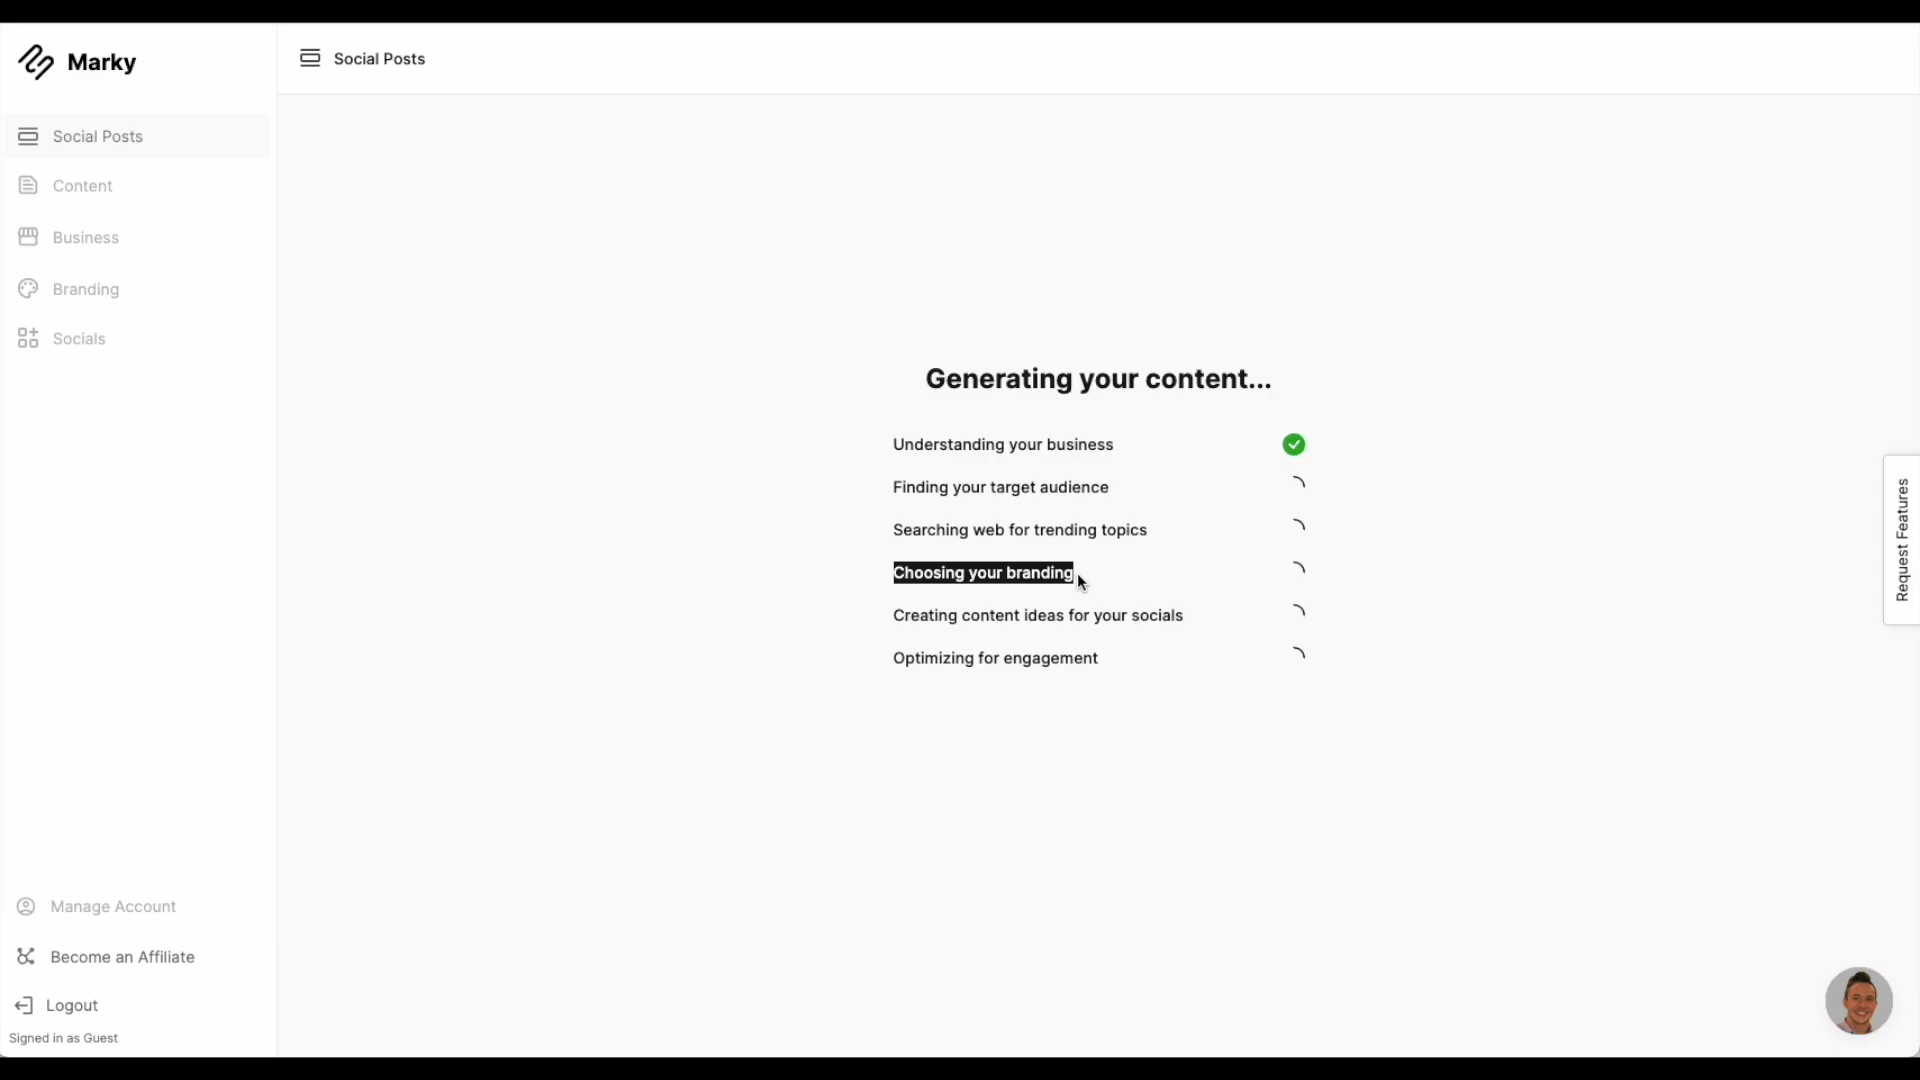 Marky
Social Posts
Social Posts
Content
Business
Branding
Socials
Generating your content...
Understanding your business
Finding your target audience
Searching web for trending topics
Choosing your branding
Creating content ideas for your socials
Optimizing for engagement
Request Features
Manage Account
Become an Affiliate
Logout
Signed in as Guest